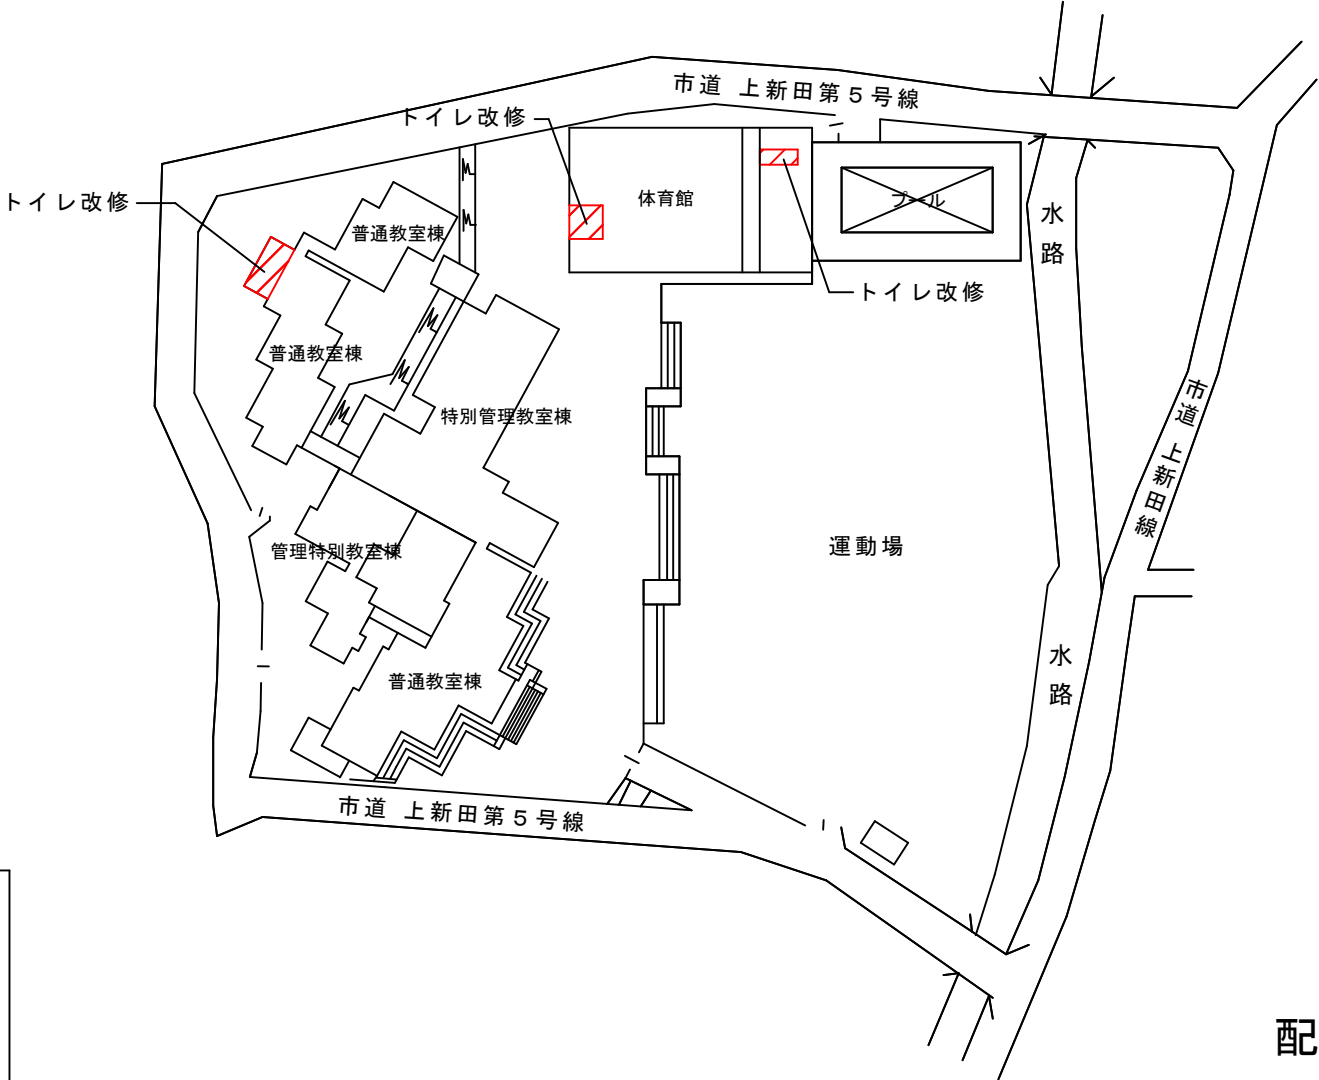 市道 上新田第５号線
トイレ改修
トイレ改修
体育館
プール
水路
普通教室棟
トイレ改修
普通教室棟
特別管理教室棟
市道 上新田線
運動場
管理特別教室棟
水路
普通教室棟
市道 上新田第５号線
配